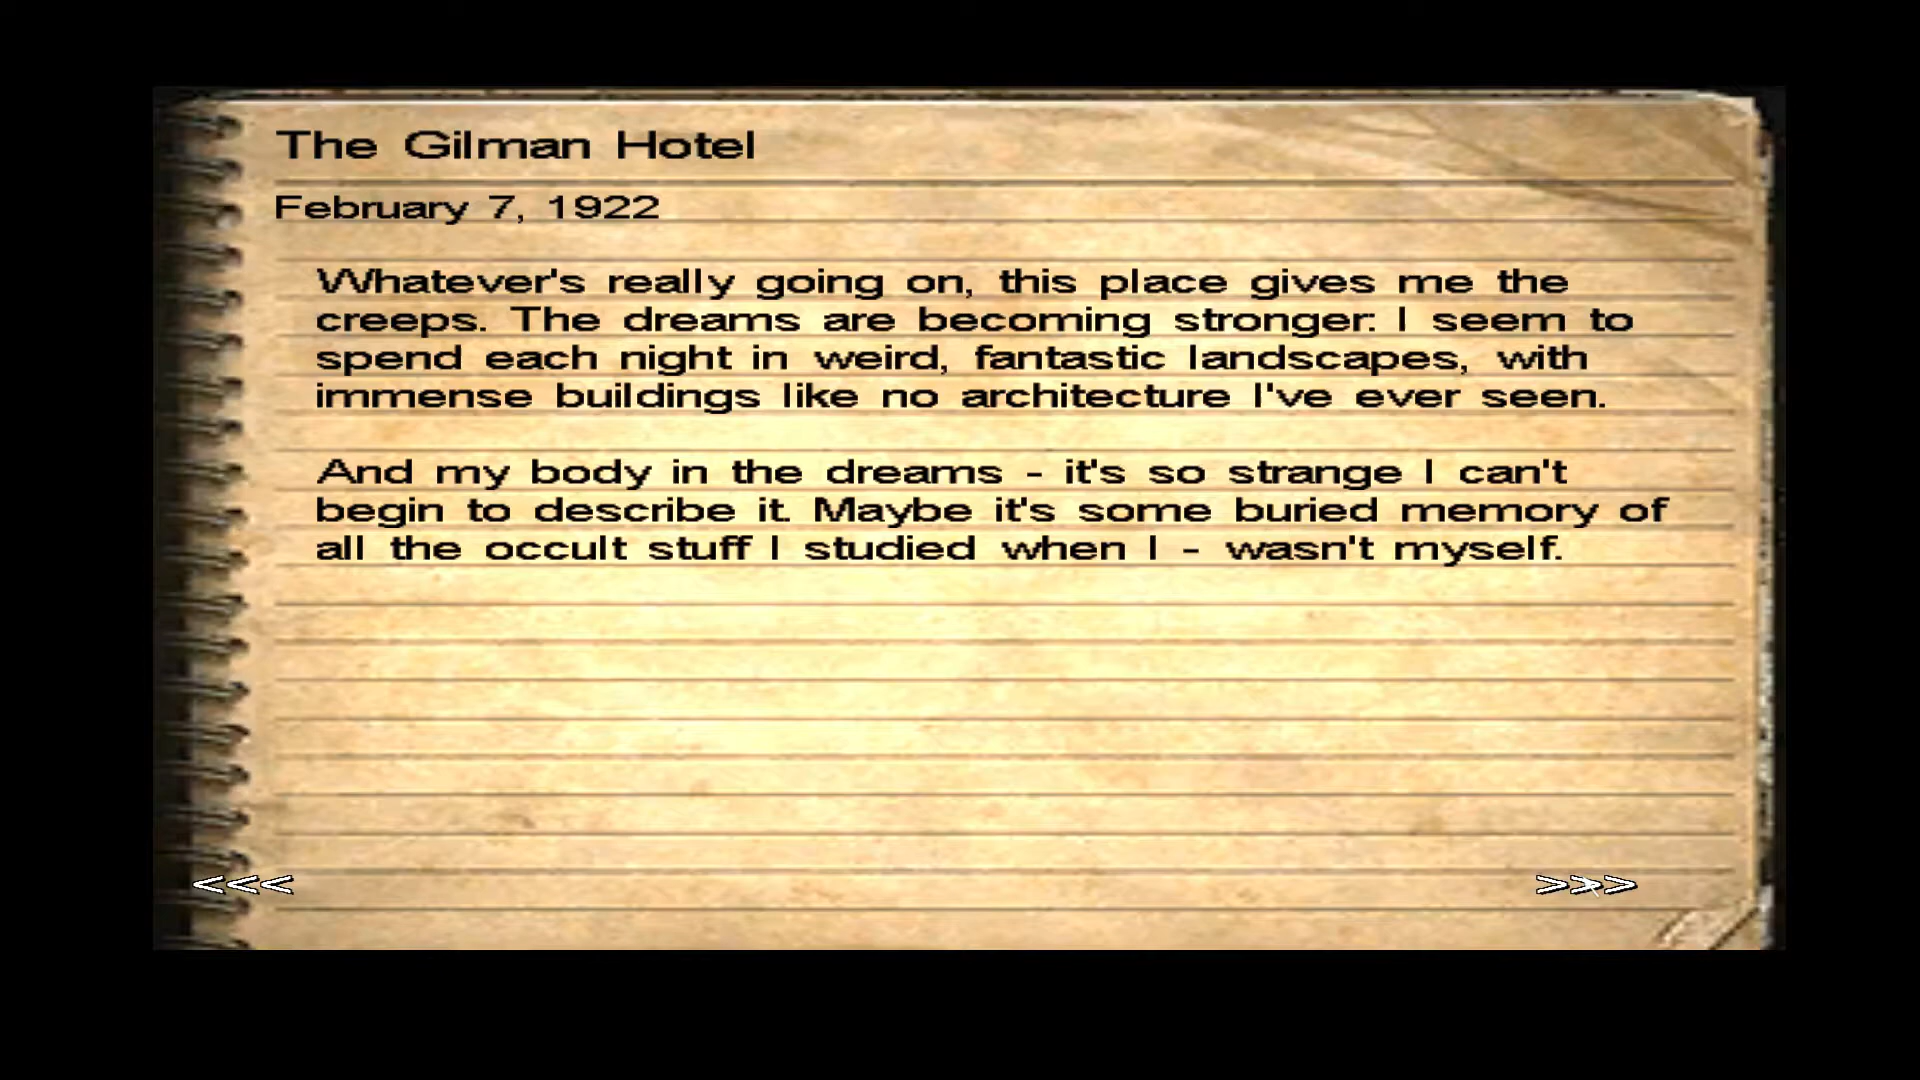 The Gilman Hotel
February 7, 1922
Whatever's really going on, this place gives me the
creeps. The dreams are becoming stronger: I seem to
spend each night in weird, fantastic landscapes, with
immense buildings like no architecture I've ever seen.
And my body in the dreams - it's so strange I can't
begin to describe it. Maybe it's some buried memory of
all the occult stuff I studied when I - wasn't myself.
<<< >>>